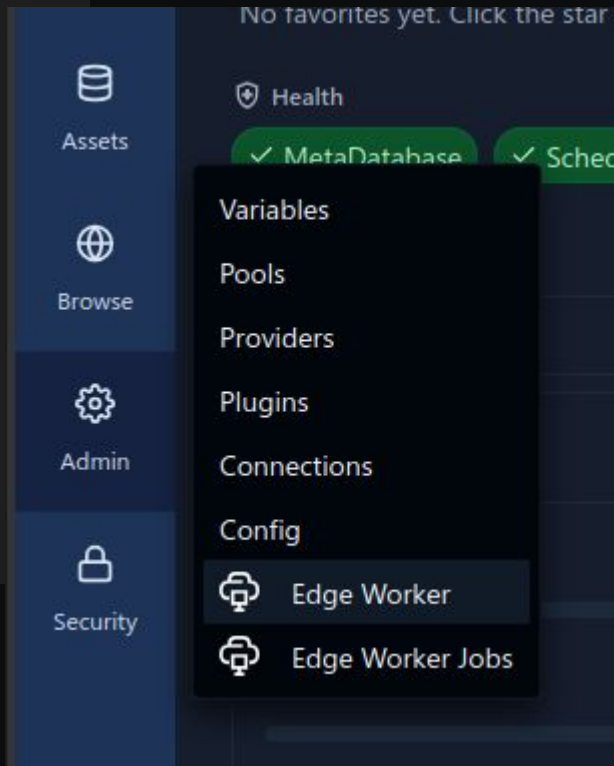 No favorites yet. Click the star
Assets
Health
MetaDatabase
Sched
Browse
Variables
Pools
Providers
Plugins
Admin
Connections
Config
Edge Worker
Security
Edge Worker Jobs